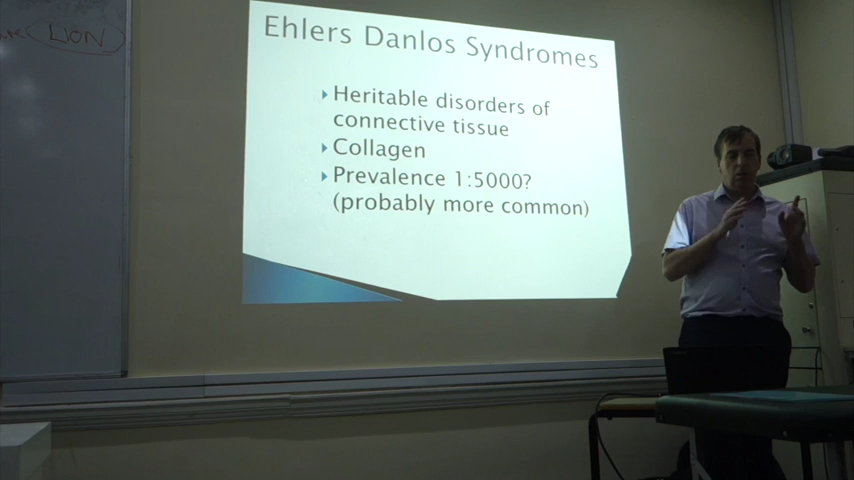 LION
Ehlers Danlos Syndromes
Heritable disorders of
connective tissue
Collagen
Prevalence 1:5000?
(probably more common)